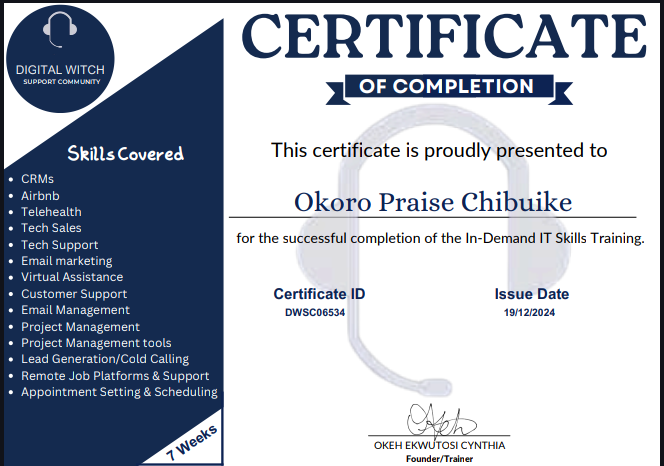 DIGITAL WITCH
SUPPORT COMMUNITY
CERTIFICATE
OF COMPLETION
Skills Covered
• CRMs
• Airbnb
• Telehealth
• Tech Sales
• Tech Support
• Email marketing
• Virtual Assistance
• Customer Support
• Email Management
• Project Management
• Project Management tools
• Lead Generation/Cold Calling
• Remote Job Platforms & Support
• Appointment Setting & Scheduling
7 Weeks
This certificate is proudly presented to
Okoro Praise Chibuike
for the successful completion of the In-Demand IT Skills Training.
Certificate ID
DWSC06534
Issue Date
19/12/2024
OKEH EKWUTOSI CYNTHIA
Founder/Trainer